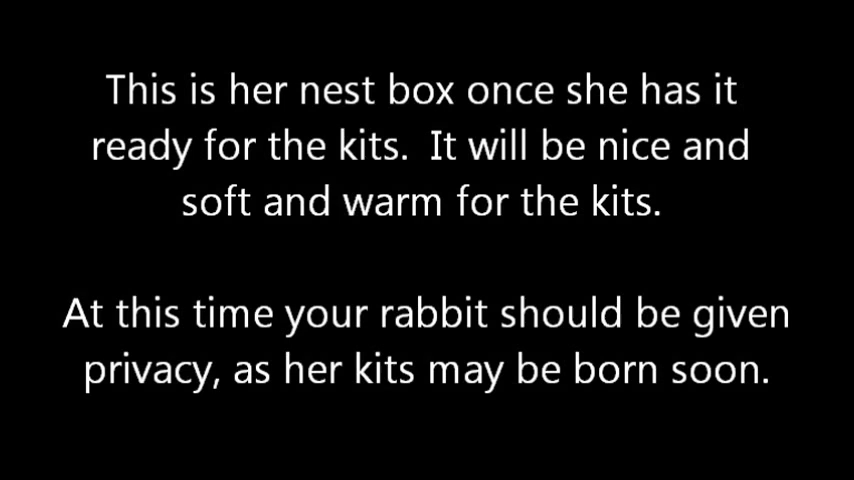 This is her nest box once she has it
ready for the kits.  It will be nice and
soft and warm for the kits.
At this time your rabbit should be given
privacy, as her kits may be born soon.